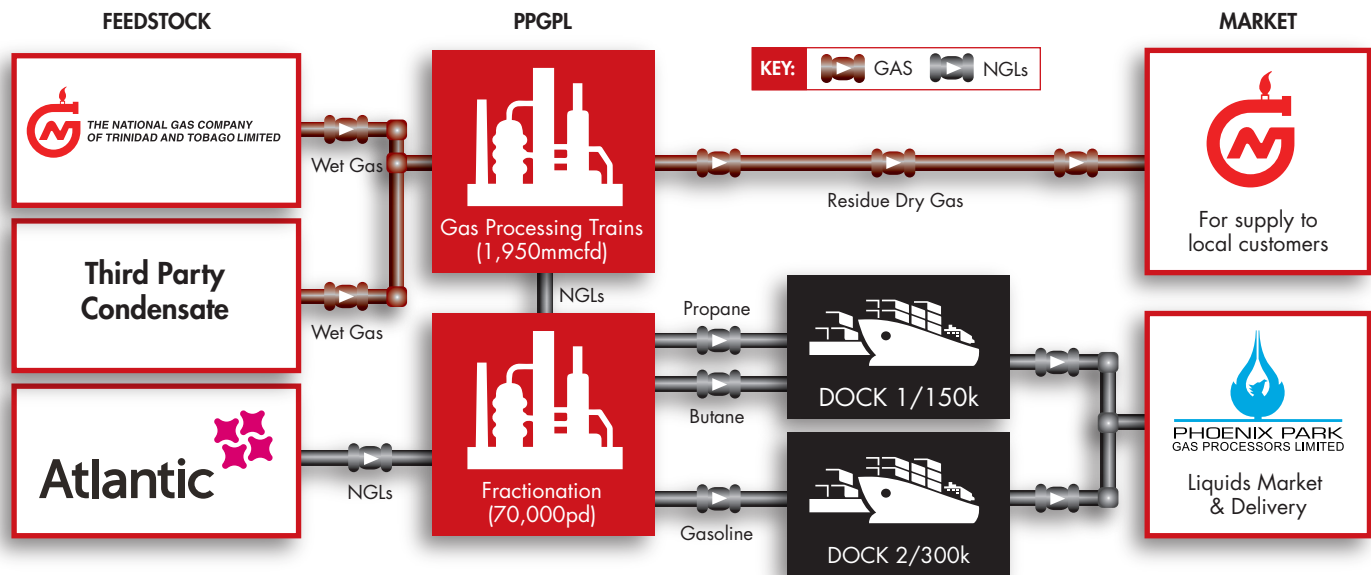 FEEDSTOCK
PPGPL
MARKET
KEY:
GAS
NGLs
THE NATIONAL GAS COMPANY
OF TRINIDAD AND TOBAGO LIMITED
Wet Gas
Gas Processing Trains
(1,950mmcfd)
Residue Dry Gas
For supply to
local customers
Third Party
Condensate
Wet Gas
NGLs
Atlantic
NGLs
Fractionation
(70,000pd)
Propane
Butane
Gasoline
DOCK 1/150k
DOCK 2/300k
PHOENIX PARK
GAS PROCESSORS LIMITED
Liquids Market
& Delivery